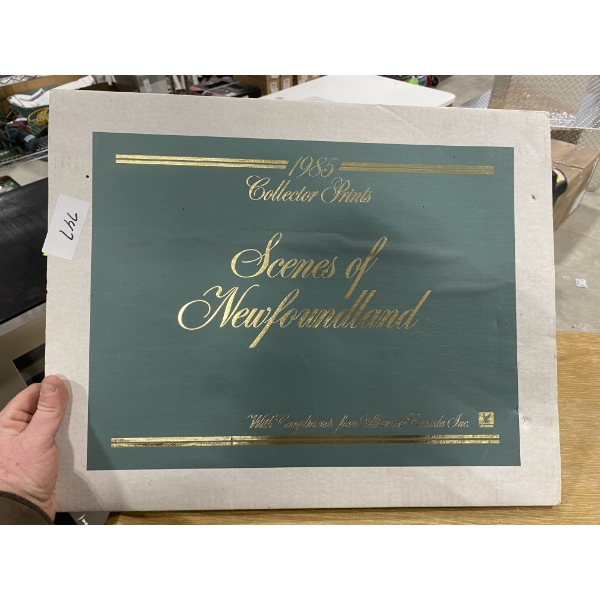 1985
Collector Prints
Scenes of
Newfoundland
With Compliments from Canada Inc.
747